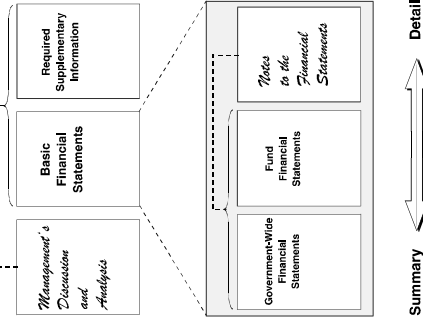 Management's
Discussion
and
Analysis
Basic
Financial
Statements
Required
Supplementary
Information
Government-Wide
Financial
Statements
Fund
Financial
Statements
Notes
to the
Financial
Statements
Summary
Detail